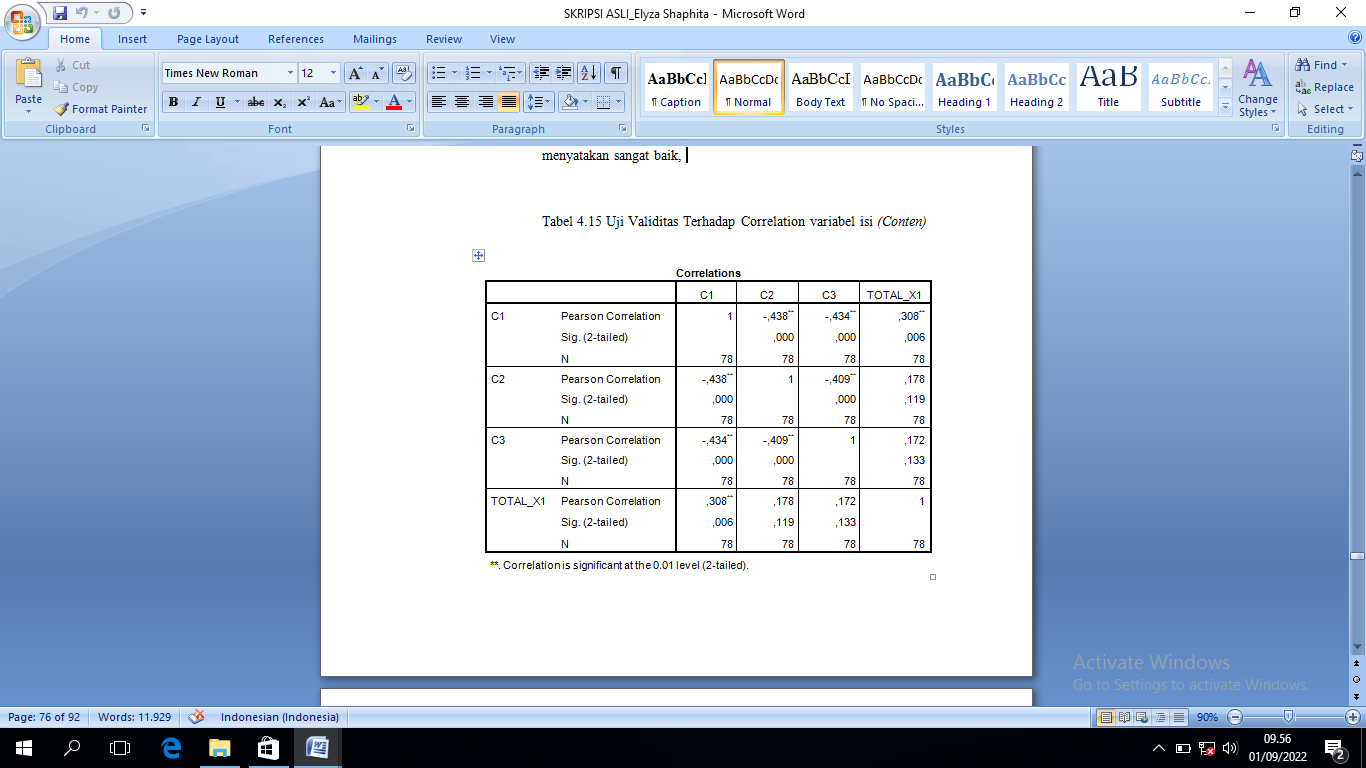 SKRIPSI ASLI_Elyza Shaphita - Microsoft Word
Home Insert Page Layout References Mailings Review View
Paste
Cut
Copy
Format Painter
Clipboard
Times New Roman 12
Font
Paragraph
AaBbCcI AaBbCcDc AaBbCcI AaBbCcDc AaBbC AaBbCc AaB AaBbCc.
¶ Caption ¶ Normal Body Text ¶ No Spaci... Heading 1 Heading 2 Title Subtitle
Change Styles
Styles
Find
Replace
Select
Editing
menyatakan sangat baik,
Tabel 4.15 Uji Validitas Terhadap Correlation variabel isi (Conten)
Correlations
C1 C2 C3 TOTAL_X1
C1 Pearson Correlation 1 -,438** -,434** ,308**
Sig. (2-tailed) ,000 ,000 ,006
N 78 78 78 78
C2 Pearson Correlation -,438** 1 -,409** ,178
Sig. (2-tailed) ,000 ,000 ,119
N 78 78 78 78
C3 Pearson Correlation -,434** -,409** 1 ,172
Sig. (2-tailed) ,000 ,000 ,133
N 78 78 78 78
TOTAL_X1 Pearson Correlation ,308** ,178 ,172 1
Sig. (2-tailed) ,006 ,119 ,133
N 78 78 78 78
**. Correlation is significant at the 0.01 level (2-tailed).
Activate Windows
Go to Settings to activate Windows.
Page: 76 of 92 Words: 11.929 Indonesian (Indonesia) 90%
09.56
01/09/2022
2